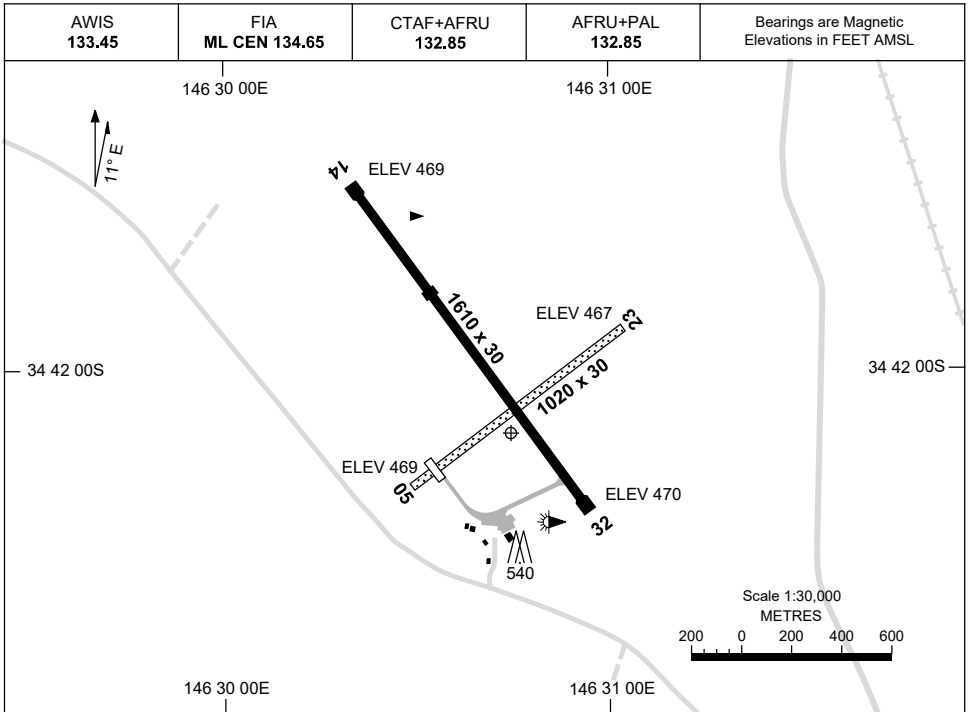 AWIS
133.45
FIA
ML CEN 134.65
CTAF+AFRU
132.85
AFRU+PAL
132.85
Bearings are Magnetic
Elevations in FEET AMSL
146 30 00E
146 31 00E
11° E
14
ELEV 469
1610 x 30
ELEV 467
23
34 42 00S
34 42 00S
1020 x 30
ELEV 469
05
ELEV 470
32
540
Scale 1:30,000
METRES
200 0 200 400 600
146 30 00E
146 31 00E